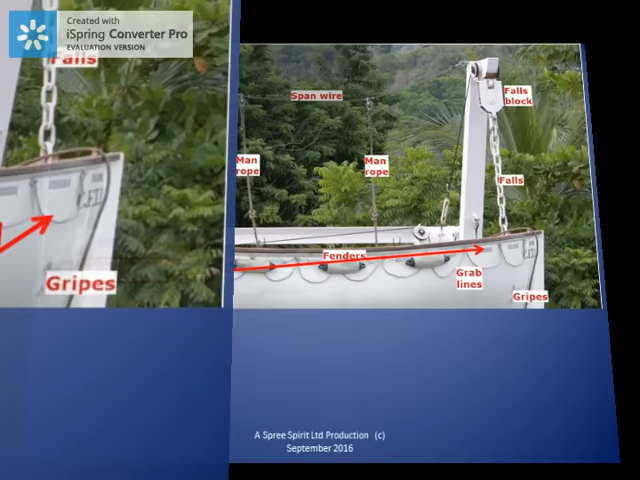 Created with
iSpring Converter Pro
EVALUATION VERSION
Falls
Gripes
Span wire
Falls
block
Man
rope
Man
rope
Falls
Fenders
Grab
lines
Gripes
A Spree Spirit Ltd Production (c)
September 2016